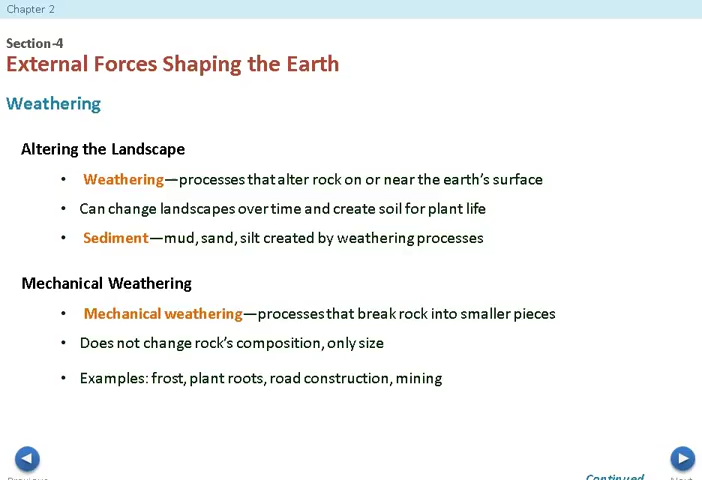 Chapter 2
Section-4
External Forces Shaping the Earth
Weathering
Altering the Landscape
• Weathering—processes that alter rock on or near the earth's surface
• Can change landscapes over time and create soil for plant life
• Sediment—mud, sand, silt created by weathering processes
Mechanical Weathering
• Mechanical weathering—processes that break rock into smaller pieces
• Does not change rock's composition, only size
• Examples: frost, plant roots, road construction, mining
Previous
Continued
Next